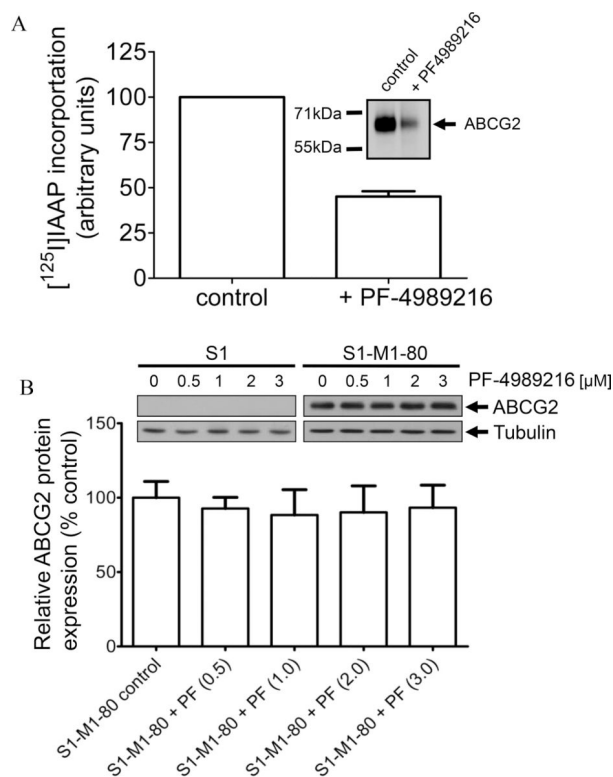 A
[125I]IAAP incorportation
(arbitrary units)
125
100
75
50
25
0
control
+ PF4989216
71kDa
55kDa
ABCG2
control
+ PF-4989216
B
S1
S1-M1-80
0 0.5 1 2 3
0 0.5 1 2 3
PF-4989216 [µM]
ABCG2
Tubulin
Relative ABCG2 protein
expression (% control)
150
100
50
0
S1-M1-80 control
S1-M1-80 + PF (0.5)
S1-M1-80 + PF (1.0)
S1-M1-80 + PF (2.0)
S1-M1-80 + PF (3.0)